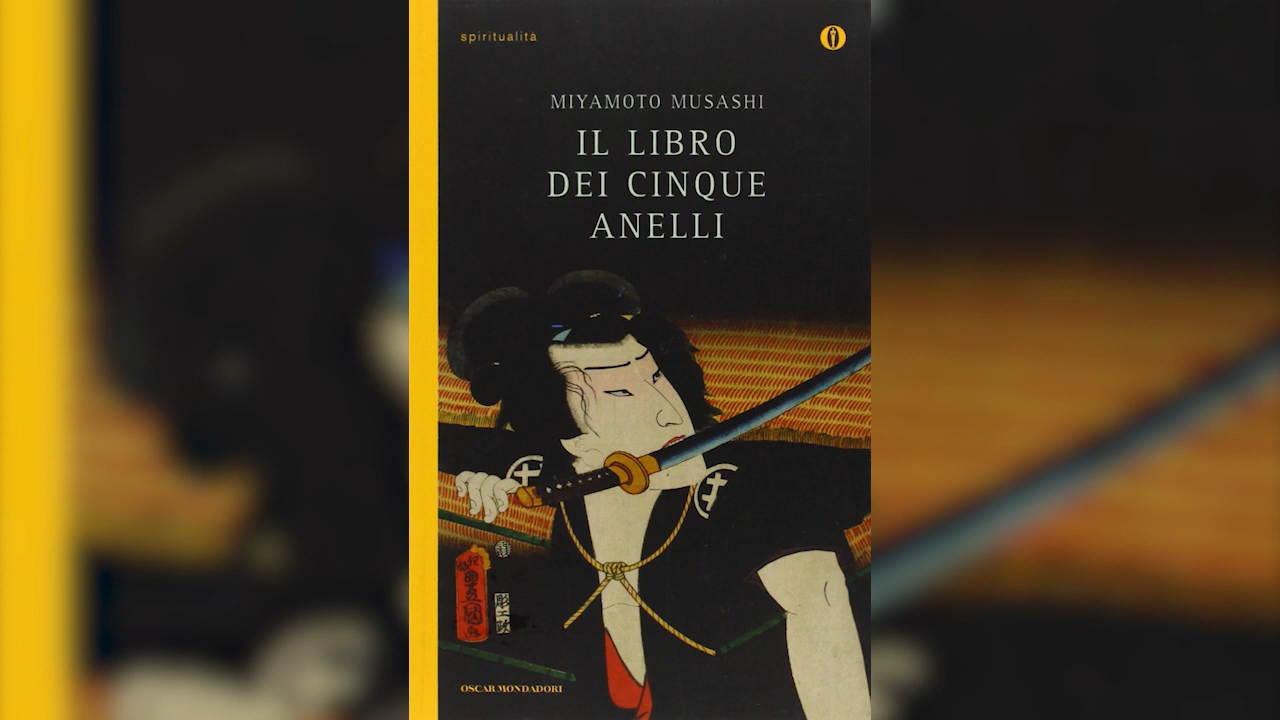 spiritualità
MIYAMOTO MUSASHI
IL LIBRO
DEI CINQUE
ANELLI
OSCAR MONDADORI